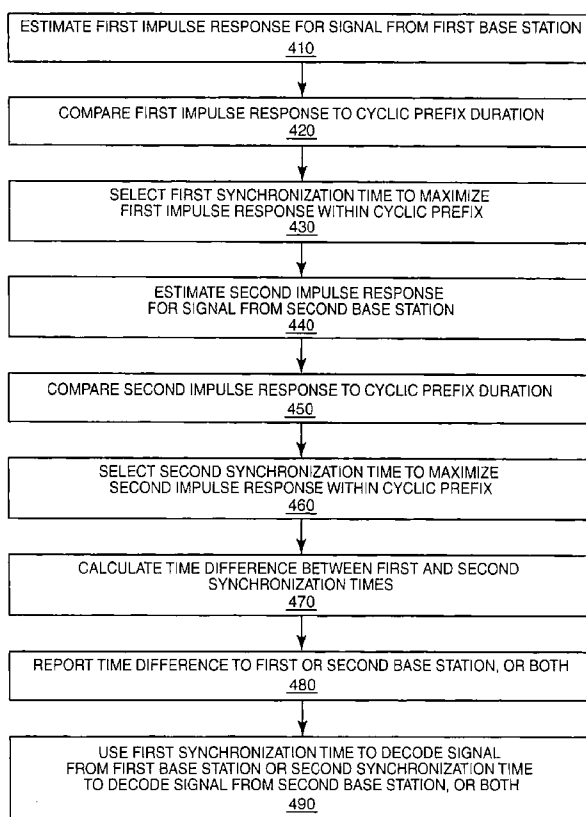 ESTIMATE FIRST IMPULSE RESPONSE FOR SIGNAL FROM FIRST BASE STATION
410
COMPARE FIRST IMPULSE RESPONSE TO CYCLIC PREFIX DURATION
420
SELECT FIRST SYNCHRONIZATION TIME TO MAXIMIZE
FIRST IMPULSE RESPONSE WITHIN CYCLIC PREFIX
430
ESTIMATE SECOND IMPULSE RESPONSE
FOR SIGNAL FROM SECOND BASE STATION
440
COMPARE SECOND IMPULSE RESPONSE TO CYCLIC PREFIX DURATION
450
SELECT SECOND SYNCHRONIZATION TIME TO MAXIMIZE
SECOND IMPULSE RESPONSE WITHIN CYCLIC PREFIX
460
CALCULATE TIME DIFFERENCE BETWEEN FIRST AND SECOND
SYNCHRONIZATION TIMES
470
REPORT TIME DIFFERENCE TO FIRST OR SECOND BASE STATION, OR BOTH
480
USE FIRST SYNCHRONIZATION TIME TO DECODE SIGNAL
FROM FIRST BASE STATION OR SECOND SYNCHRONIZATION TIME
TO DECODE SIGNAL FROM SECOND BASE STATION, OR BOTH
490